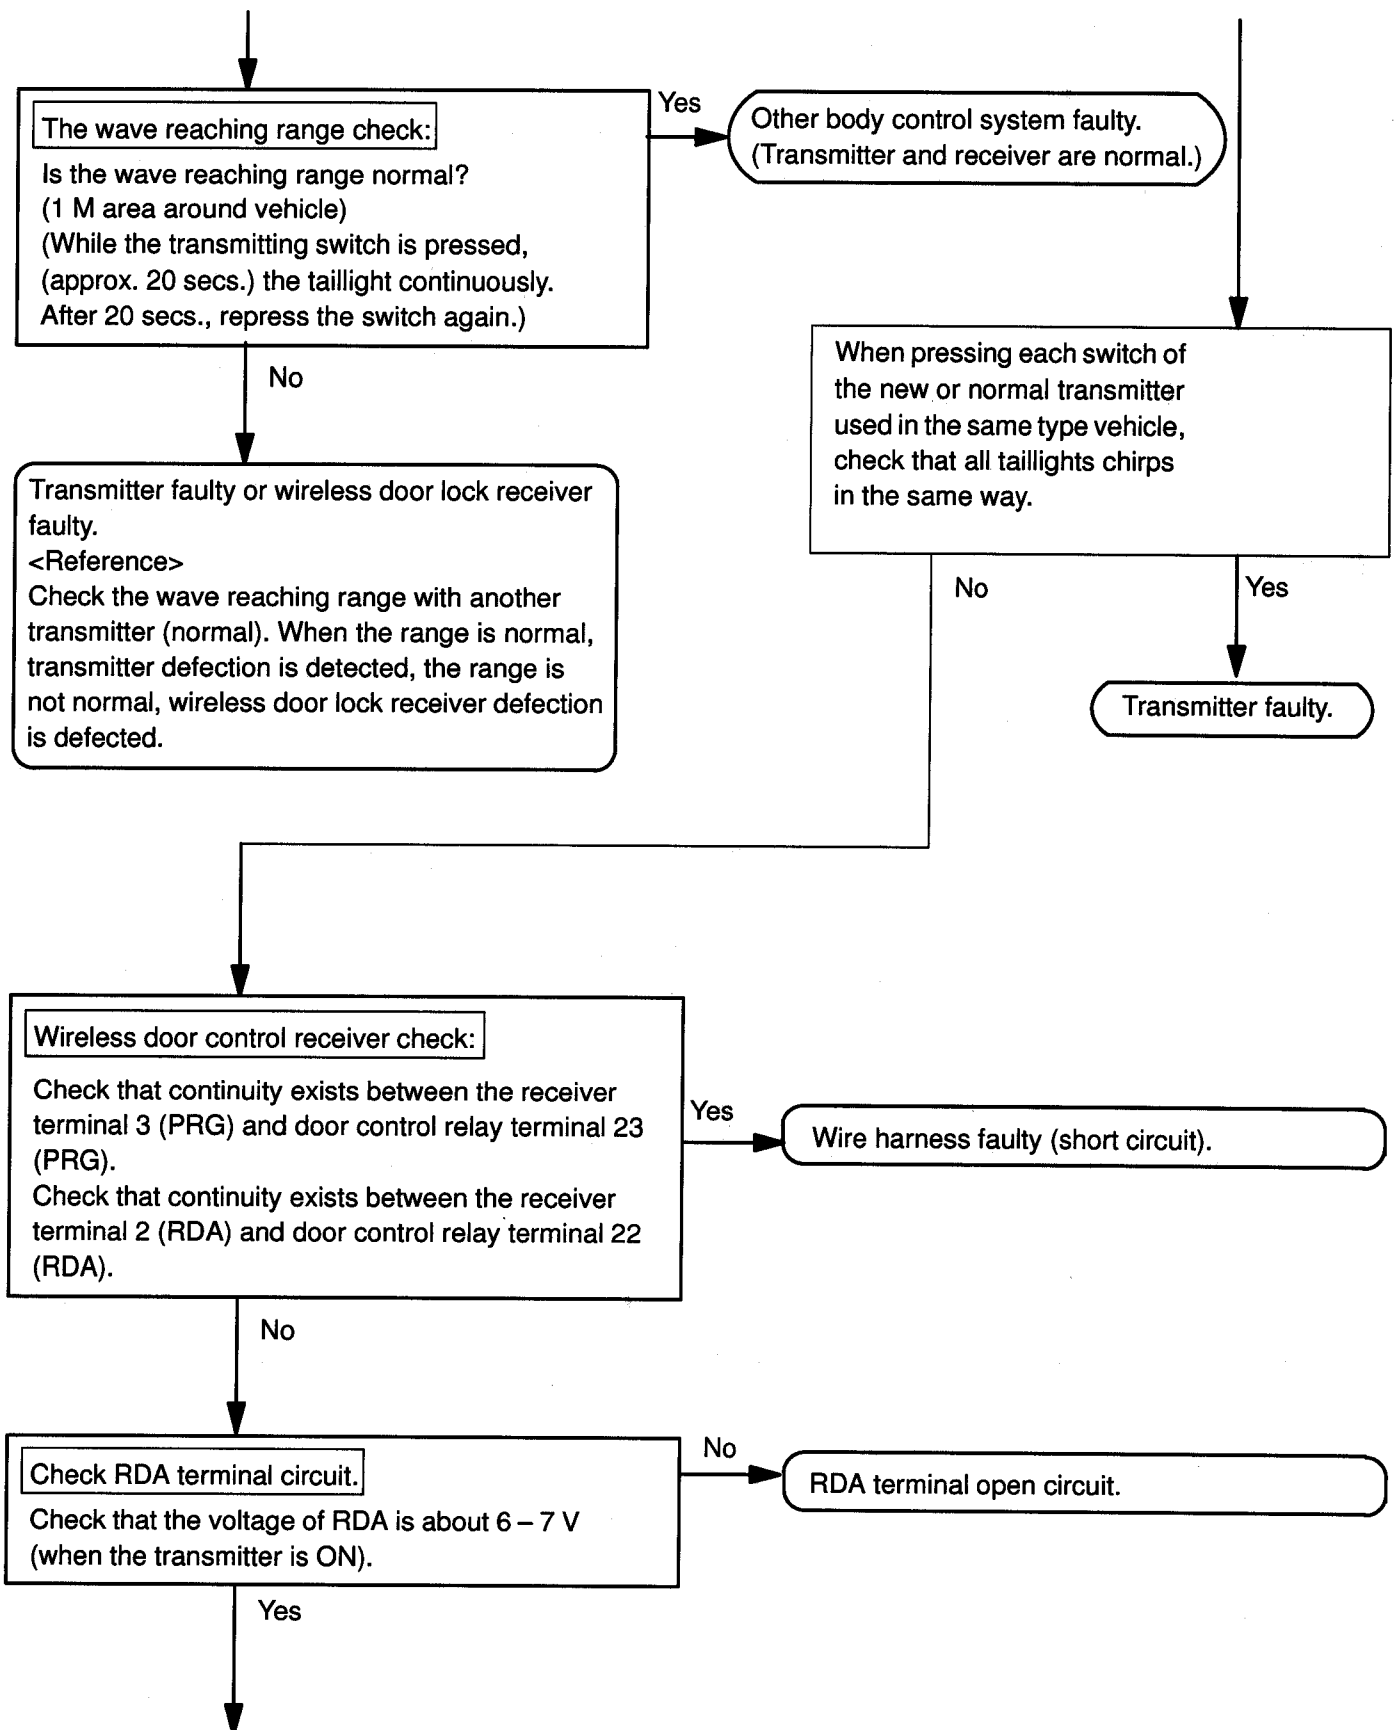 Yes
The wave reaching range check:
Is the wave reaching range normal?
(1 M area around vehicle)
(While the transmitting switch is pressed,
(approx. 20 secs.) the taillight continuously.
After 20 secs., repress the switch again.)
Other body control system faulty.
(Transmitter and receiver are normal.)
No
When pressing each switch of
the new or normal transmitter
used in the same type vehicle,
check that all taillights chirps
in the same way.
Transmitter faulty or wireless door lock receiver
faulty.
<Reference>
Check the wave reaching range with another
transmitter (normal). When the range is normal,
transmitter defection is detected, the range is
not normal, wireless door lock receiver defection
is defected.
No
Yes
Transmitter faulty.
Wireless door control receiver check:
Check that continuity exists between the receiver
terminal 3 (PRG) and door control relay terminal 23
(PRG).
Check that continuity exists between the receiver
terminal 2 (RDA) and door control relay terminal 22
(RDA).
Yes
Wire harness faulty (short circuit).
No
Check RDA terminal circuit.
Check that the voltage of RDA is about 6 – 7 V
(when the transmitter is ON).
No
RDA terminal open circuit.
Yes